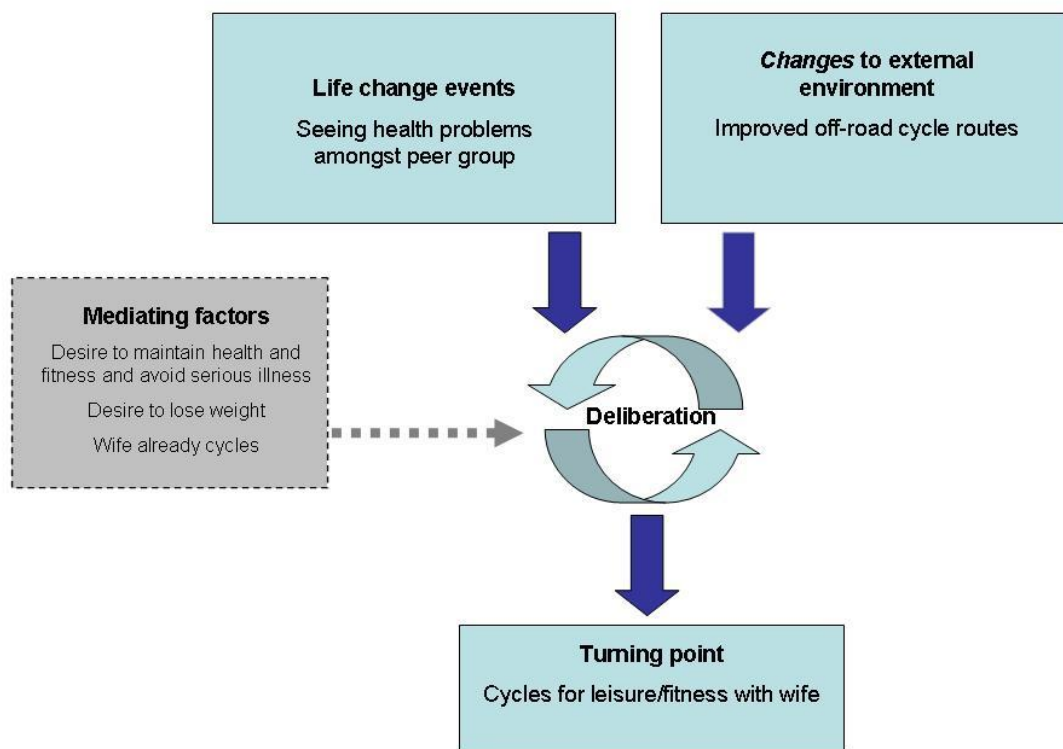 Life change events
Seeing health problems
amongst peer group
Changes to external
environment
Improved off-road cycle routes
Mediating factors
Desire to maintain health and
fitness and avoid serious illness
Desire to lose weight
Wife already cycles
Deliberation
Turning point
Cycles for leisure/fitness with wife